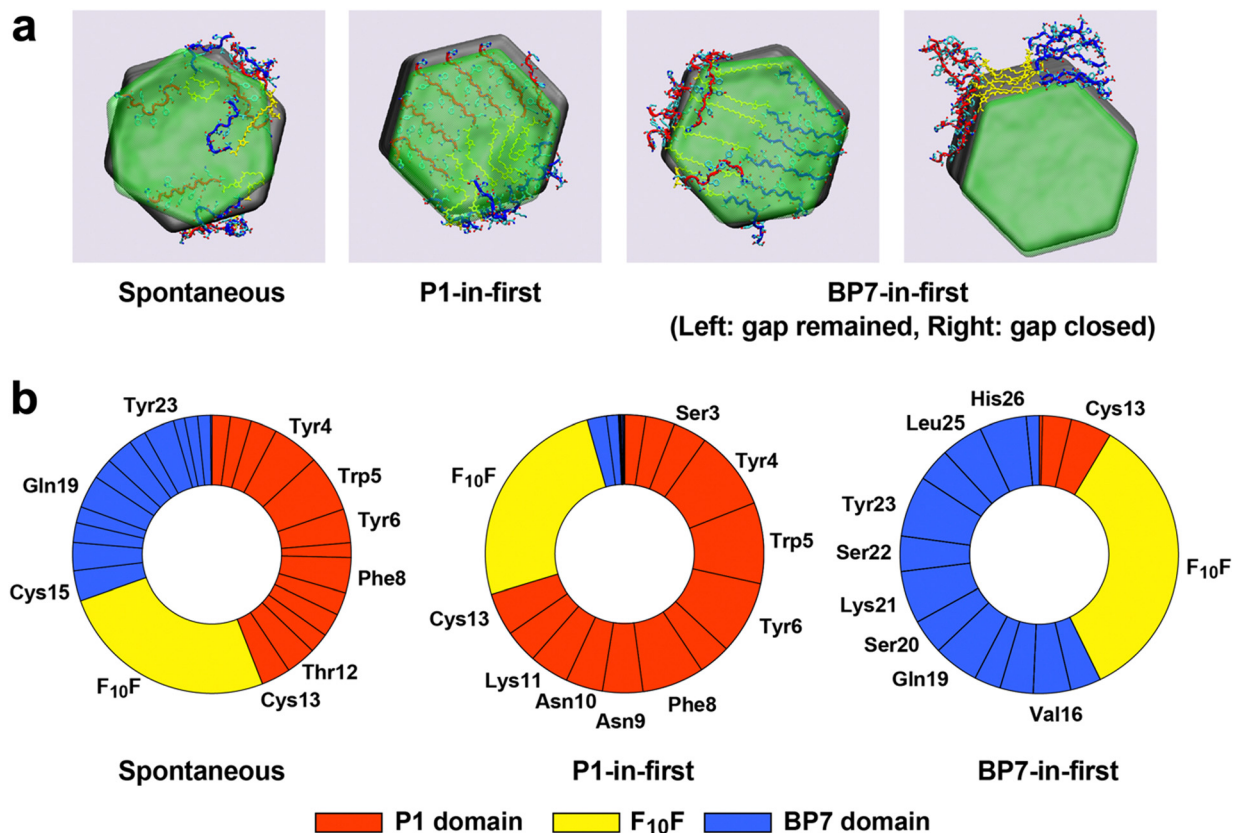 a
Spontaneous
P1-in-first
BP7-in-first
(Left: gap remained, Right: gap closed)
b
Tyr23
Tyr4
Gln19
Trp5
Tyr6
Phe8
Cys15
Thr12
F₁₀F
Cys13
Spontaneous
Ser3
F₁₀F
Tyr4
Trp5
Cys13
Tyr6
Lys11
Asn10
Phe8
Asn9
P1-in-first
His26
Cys13
Leu25
Tyr23
Ser22
F₁₀F
Lys21
Ser20
Gln19
Val16
BP7-in-first
P1 domain
F₁₀F
BP7 domain